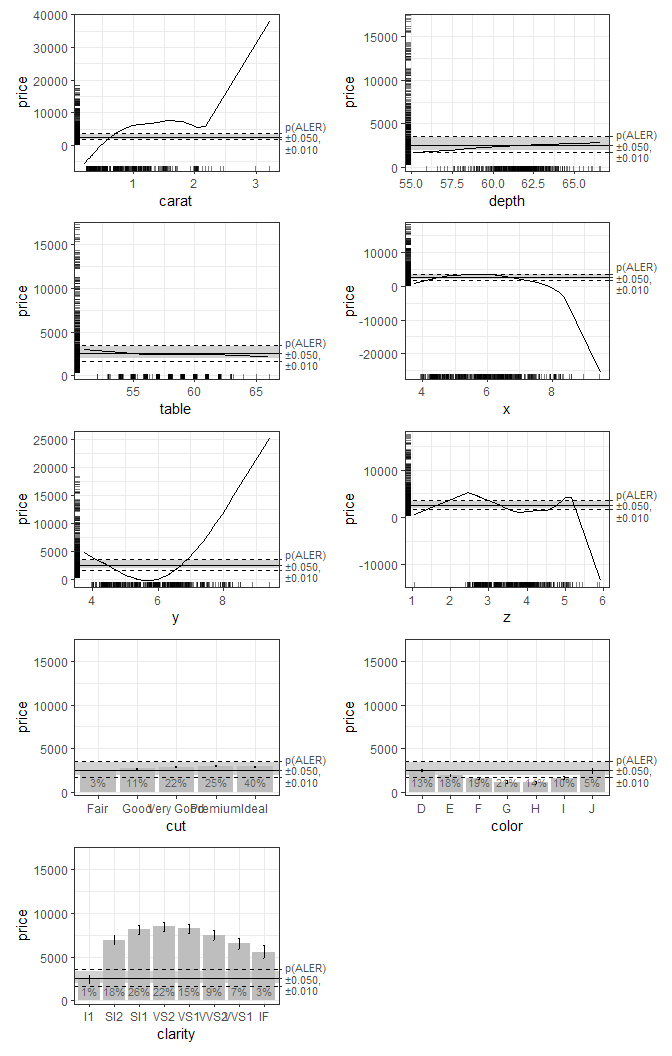 40000
30000
20000
10000
0
price
p(ALER)
±0.050,
±0.010
1 2 3
carat
15000
10000
5000
0
price
p(ALER)
±0.050,
±0.010
55.0 57.5 60.0 62.5 65.0
depth
15000
10000
5000
0
price
p(ALER)
±0.050,
±0.010
55 60 65
table
10000
0
-10000
-20000
price
p(ALER)
±0.050,
±0.010
4 6 8
x
25000
20000
15000
10000
5000
0
price
p(ALER)
±0.050,
±0.010
4 6 8
y
10000
0
-10000
price
p(ALER)
±0.050,
±0.010
1 2 3 4 5 6
z
15000
10000
5000
0
price
p(ALER)
±0.050,
±0.010
3% 11% 22% 25% 40%
Fair Good Very Good Premium Ideal
cut
15000
10000
5000
0
price
p(ALER)
±0.050,
±0.010
13% 18% 19% 21% 14% 10% 5%
D E F G H I J
color
15000
10000
5000
0
price
p(ALER)
±0.050,
±0.010
1% 18% 26% 22% 15% 9% 7% 3%
I1 SI2 SI1 VS2 VS1 VVS2 VVS1 IF
clarity